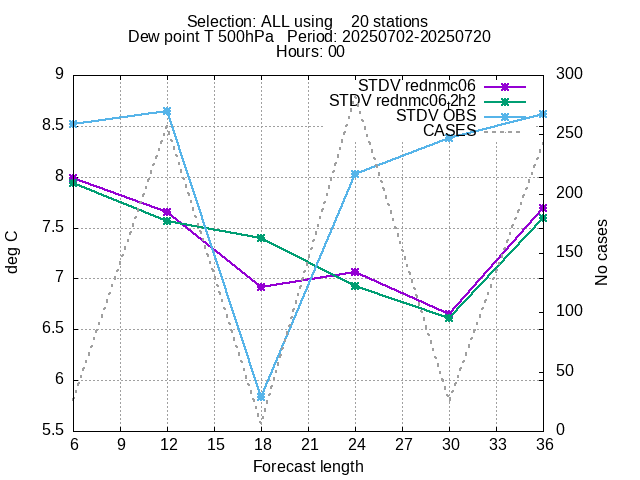 Selection: ALL using    20 stations
Dew point T 500hPa   Period: 20250702-20250720
Hours: 00
STDV rednmc06
STDV rednmc06,2h2
STDV OBS
CASES
9
8.5
8
7.5
7
6.5
6
5.5
300
250
200
150
100
50
0
deg C
No cases
6 9 12 15 18 21 24 27 30 33 36
Forecast length